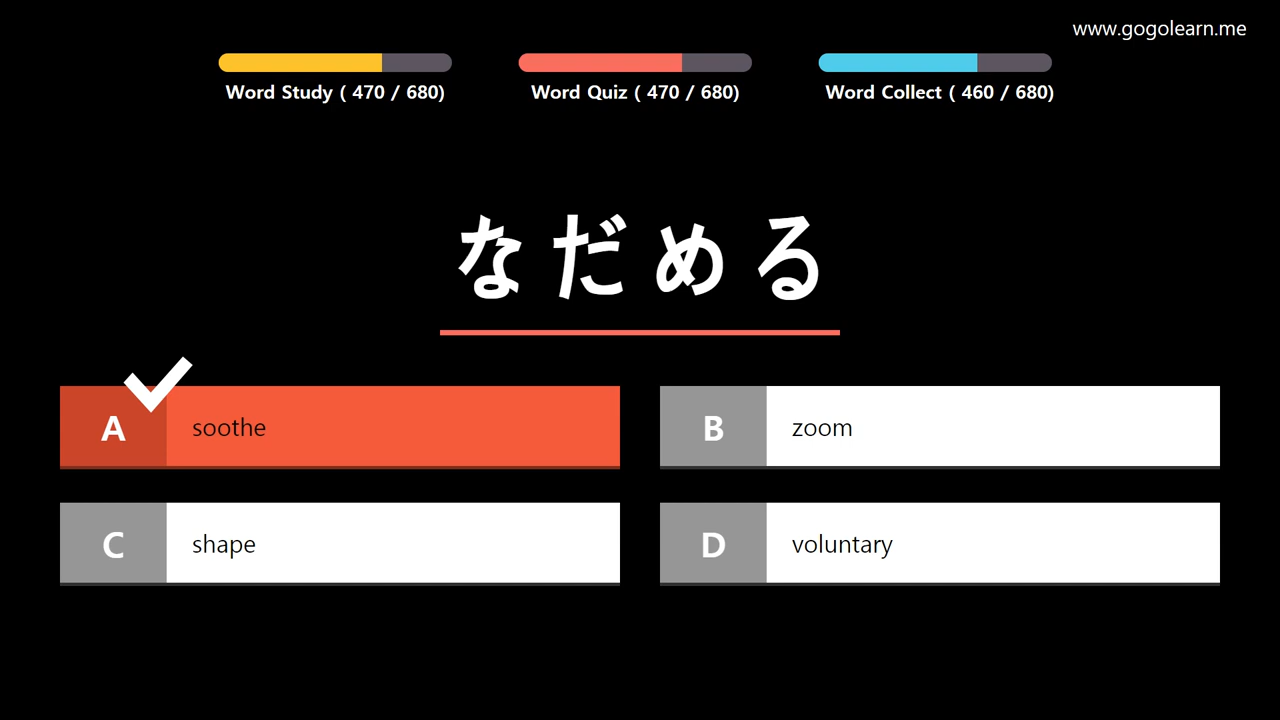 www.gogolearn.me
Word Study ( 470 / 680)
Word Quiz ( 470 / 680)
Word Collect ( 460 / 680)
なだめる
A soothe
B zoom
C shape
D voluntary